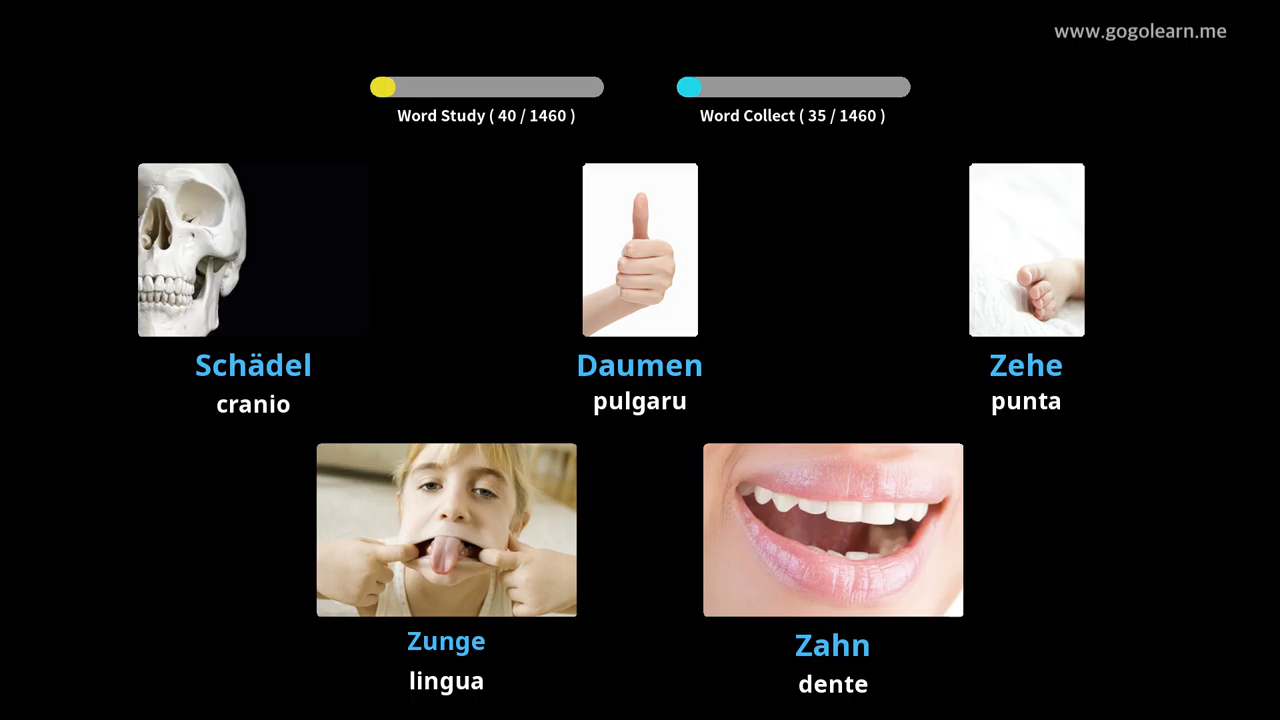 www.gogolearn.me
Word Study ( 40 / 1460 )
Word Collect ( 35 / 1460 )
Schädel
cranio
Daumen
pulgaru
Zehe
punta
Zunge
lingua
Zahn
dente